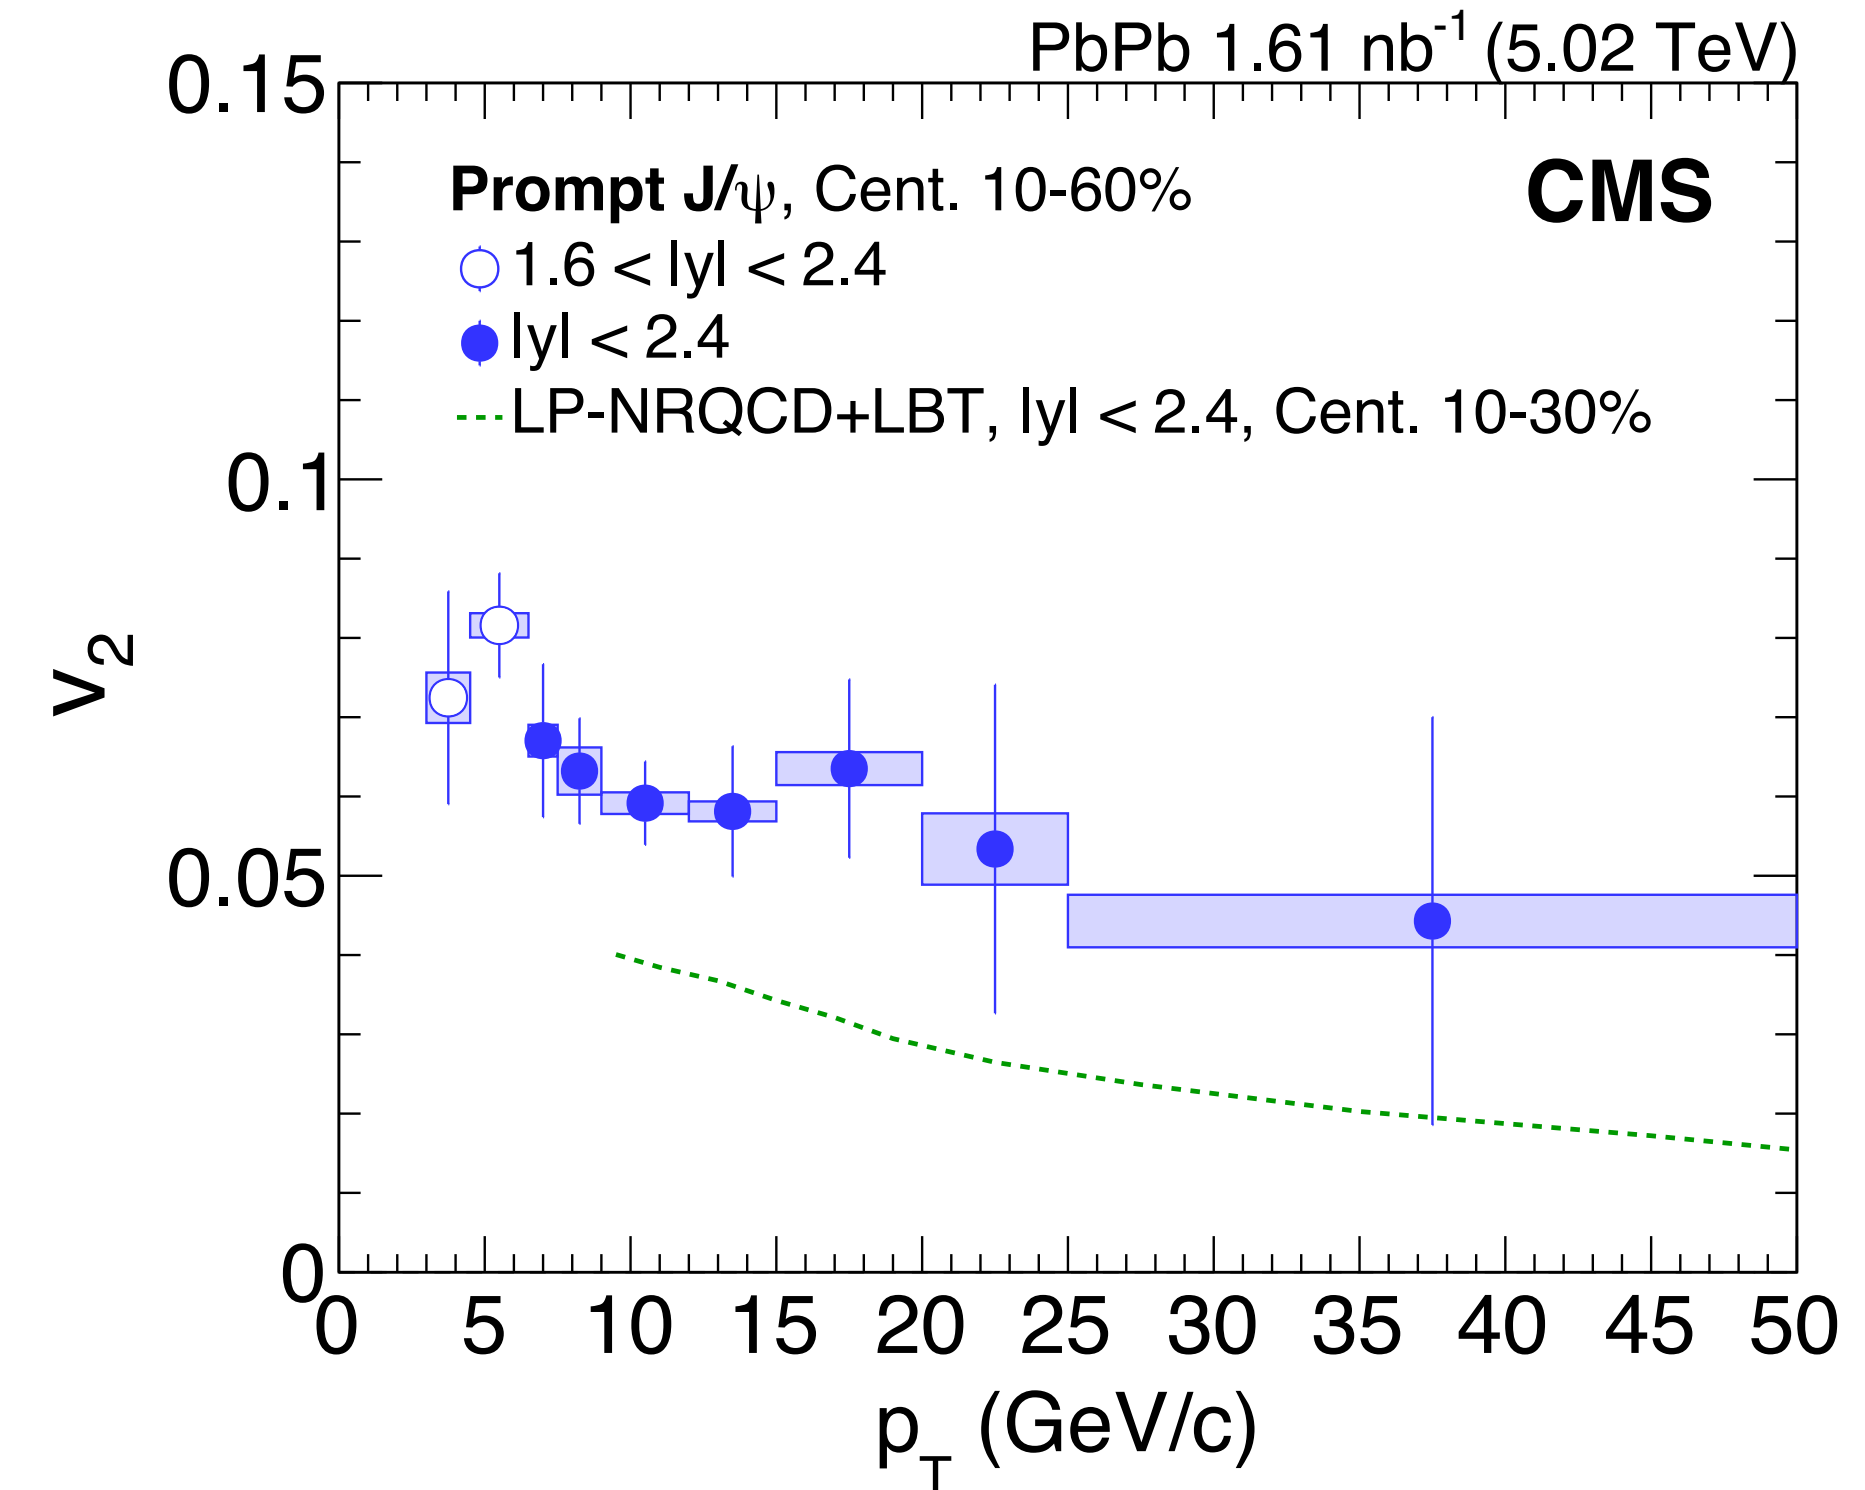 PbPb 1.61 nb-1 (5.02 TeV)
0.15
Prompt J/ψ, Cent. 10-60%
CMS
1.6 < |y| < 2.4
|y| < 2.4
LP-NRQCD+LBT, |y| < 2.4, Cent. 10-30%
0.1
v2
0.05
0
0 5 10 15 20 25 30 35 40 45 50
pT (GeV/c)